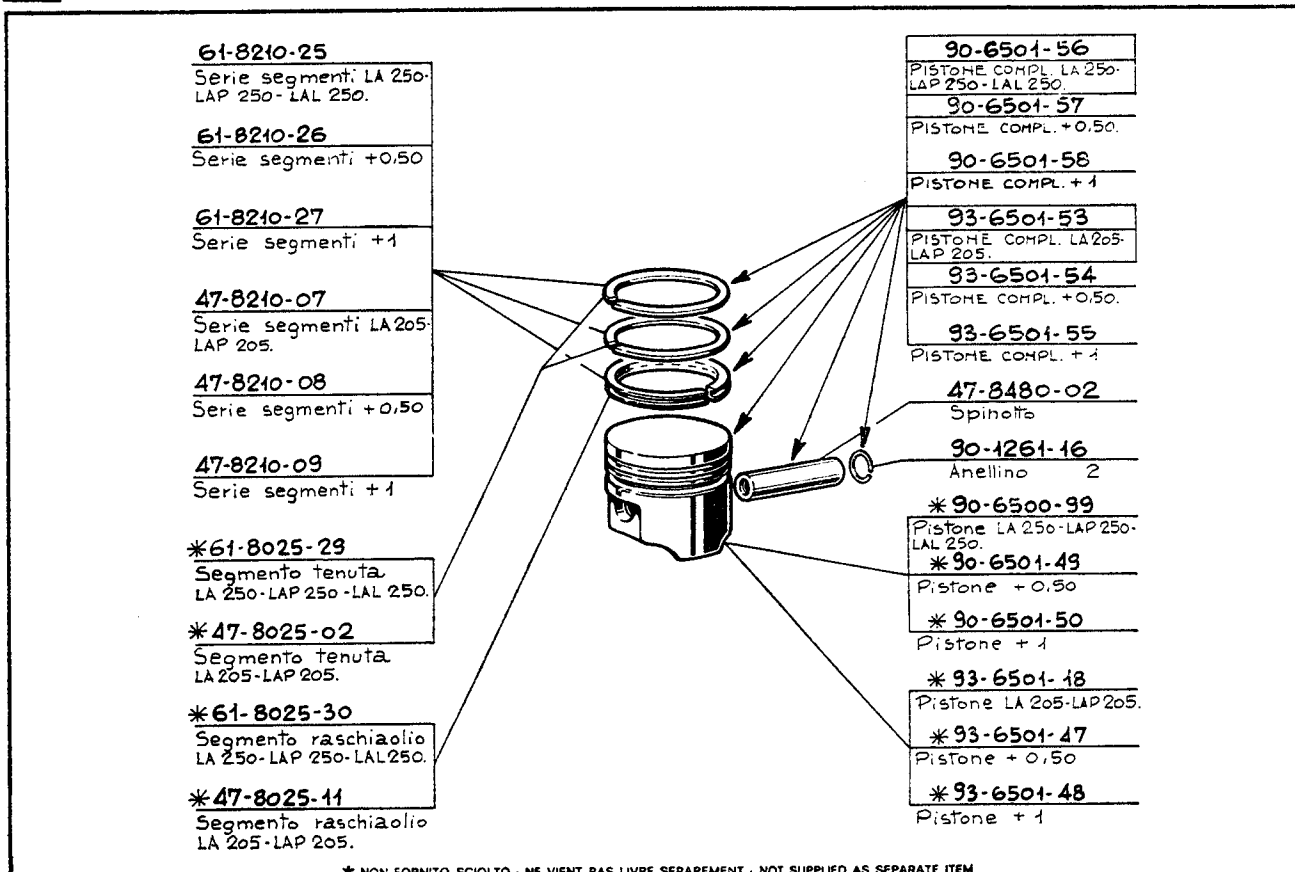 61-8210-25
Serie segmenti LA 250-
LAP 250 - LAL 250.
61-8210-26
Serie segmenti +0,50
61-8210-27
Serie segmenti +1
47-8210-07
Serie segmenti LA 205-
LAP 205.
47-8210-08
Serie segmenti +0,50
47-8210-09
Serie segmenti +1
*61-8025-29
Segmento tenuta
LA 250-LAP 250-LAL 250.
*47-8025-02
Segmento tenuta
LA 205-LAP 205.
*61-8025-30
Segmento raschiaolio
LA 250-LAP 250-LAL 250.
*47-8025-11
Segmento raschiaolio
LA 205-LAP 205.
90-6501-56
PISTONE COMPL. LA 250-
LAP 250-LAL 250.
90-6501-57
PISTONE COMPL. +0,50.
90-6501-58
PISTONE COMPL. +1
93-6501-53
PISTONE COMPL. LA 205-
LAP 205.
93-6501-54
PISTONE COMPL. +0,50.
93-6501-55
PISTONE COMPL. +1
47-8480-02
Spinotto
90-1261-16
Anellino 2
*90-6500-99
Pistone LA 250-LAP 250-
LAL 250.
*90-6501-49
Pistone +0,50
*90-6501-50
Pistone +1
*93-6501-18
Pistone LA 205-LAP 205.
*93-6501-47
Pistone +0,50
*93-6501-48
Pistone +1
* NON FORNITO SCIOLTO - NE VIENT PAS LIVRE SEPAREMENT - NOT SUPPLIED AS SEPARATE ITEM